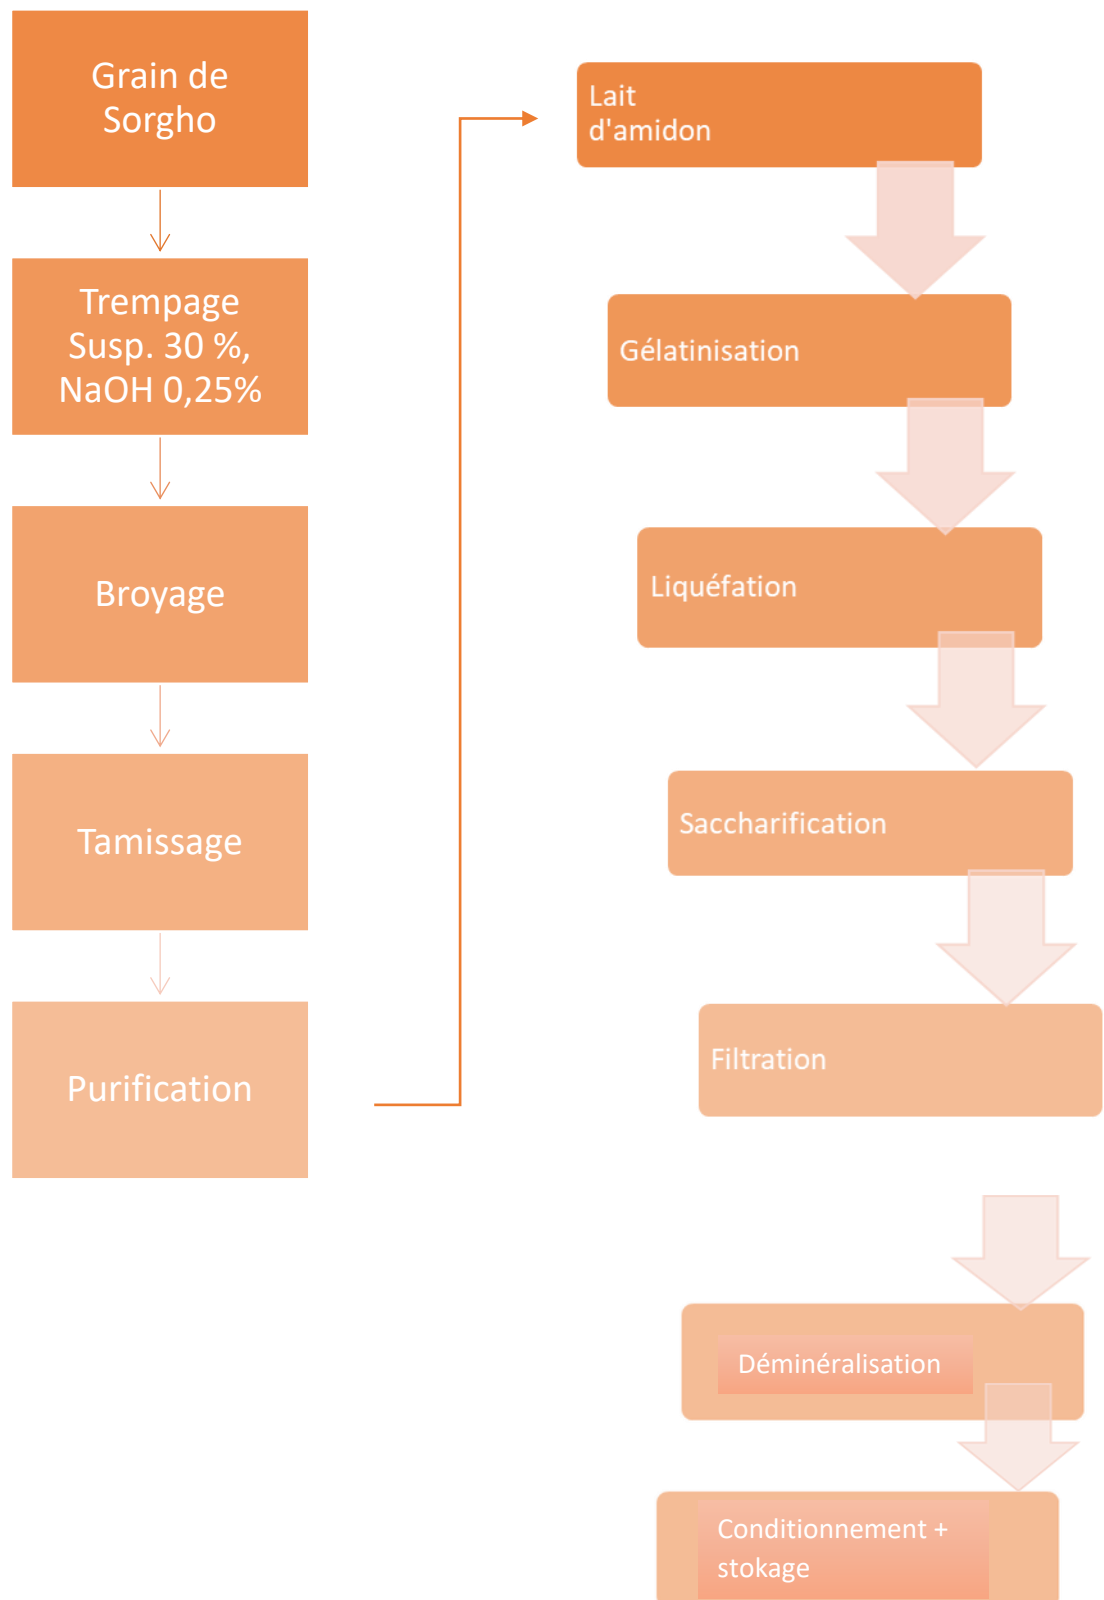 Grain de
Sorgho
Trempage
Susp. 30 %,
NaOH 0,25%
Broyage
Tamissage
Purification
Lait
d'amidon
Gélatinisation
Liquéfation
Saccharification
Filtration
Déminéralisation
Conditionnement +
stokage